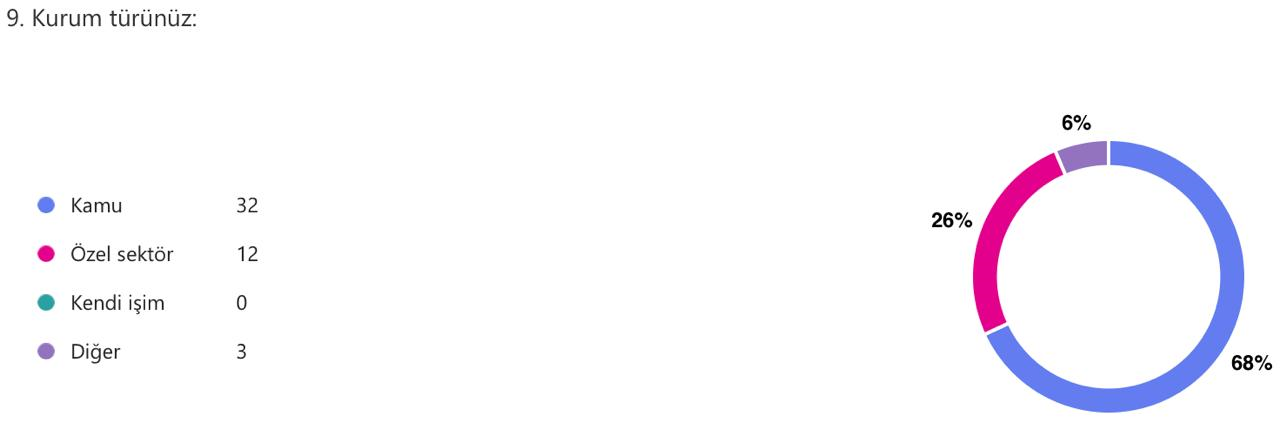 9. Kurum türünüz:
Kamu 32
Özel sektör 12
Kendi işim 0
Diğer 3
6%
26%
68%